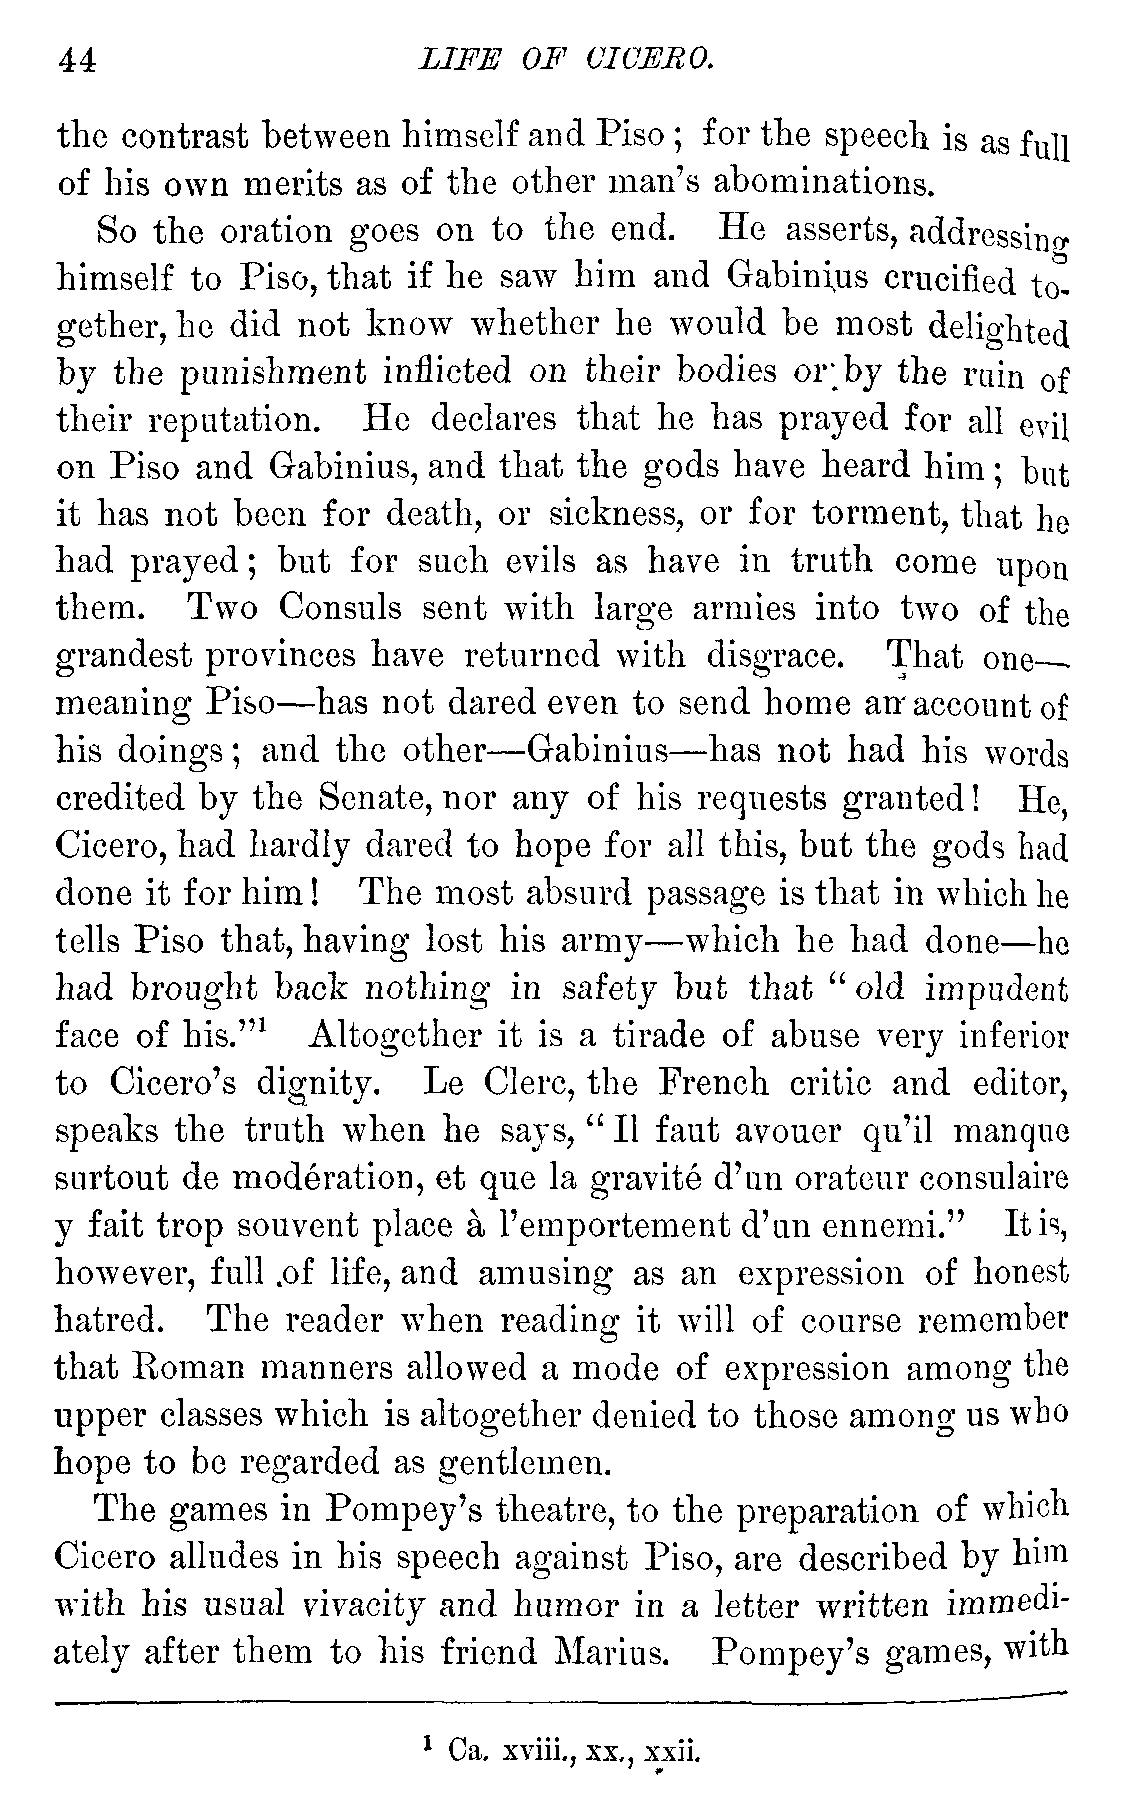 44 LIFE OF CICERO.
the contrast between himself and Piso; for the speech is as full
of his own merits as of the other man's abominations.
So the oration goes on to the end. He asserts, addressing
himself to Piso, that if he saw him and Gabinius crucified to-
gether, he did not know whether he would be most delighted
by the punishment inflicted on their bodies or by the ruin of
their reputation. He declares that he has prayed for all evil
on Piso and Gabinius, and that the gods have heard him; but
it has not been for death, or sickness, or for torment, that he
had prayed; but for such evils as have in truth come upon
them. Two Consuls sent with large armies into two of the
grandest provinces have returned with disgrace. That one—
meaning Piso—has not dared even to send home an account of
his doings; and the other—Gabinius—has not had his words
credited by the Senate, nor any of his requests granted! He,
Cicero, had hardly dared to hope for all this, but the gods had
done it for him! The most absurd passage is that in which he
tells Piso that, having lost his army—which he had done—he
had brought back nothing in safety but that "old impudent
face of his."¹ Altogether it is a tirade of abuse very inferior
to Cicero's dignity. Le Clerc, the French critic and editor,
speaks the truth when he says, "Il faut avouer qu'il manque
surtout de modération, et que la gravité d'un orateur consulaire
y fait trop souvent place à l'emportement d'un ennemi." It is,
however, full of life, and amusing as an expression of honest
hatred. The reader when reading it will of course remember
that Roman manners allowed a mode of expression among the
upper classes which is altogether denied to those among us who
hope to be regarded as gentlemen.
The games in Pompey's theatre, to the preparation of which
Cicero alludes in his speech against Piso, are described by him
with his usual vivacity and humor in a letter written immedi-
ately after them to his friend Marius. Pompey's games, with
¹ Ca. xviii., xx., xxii.